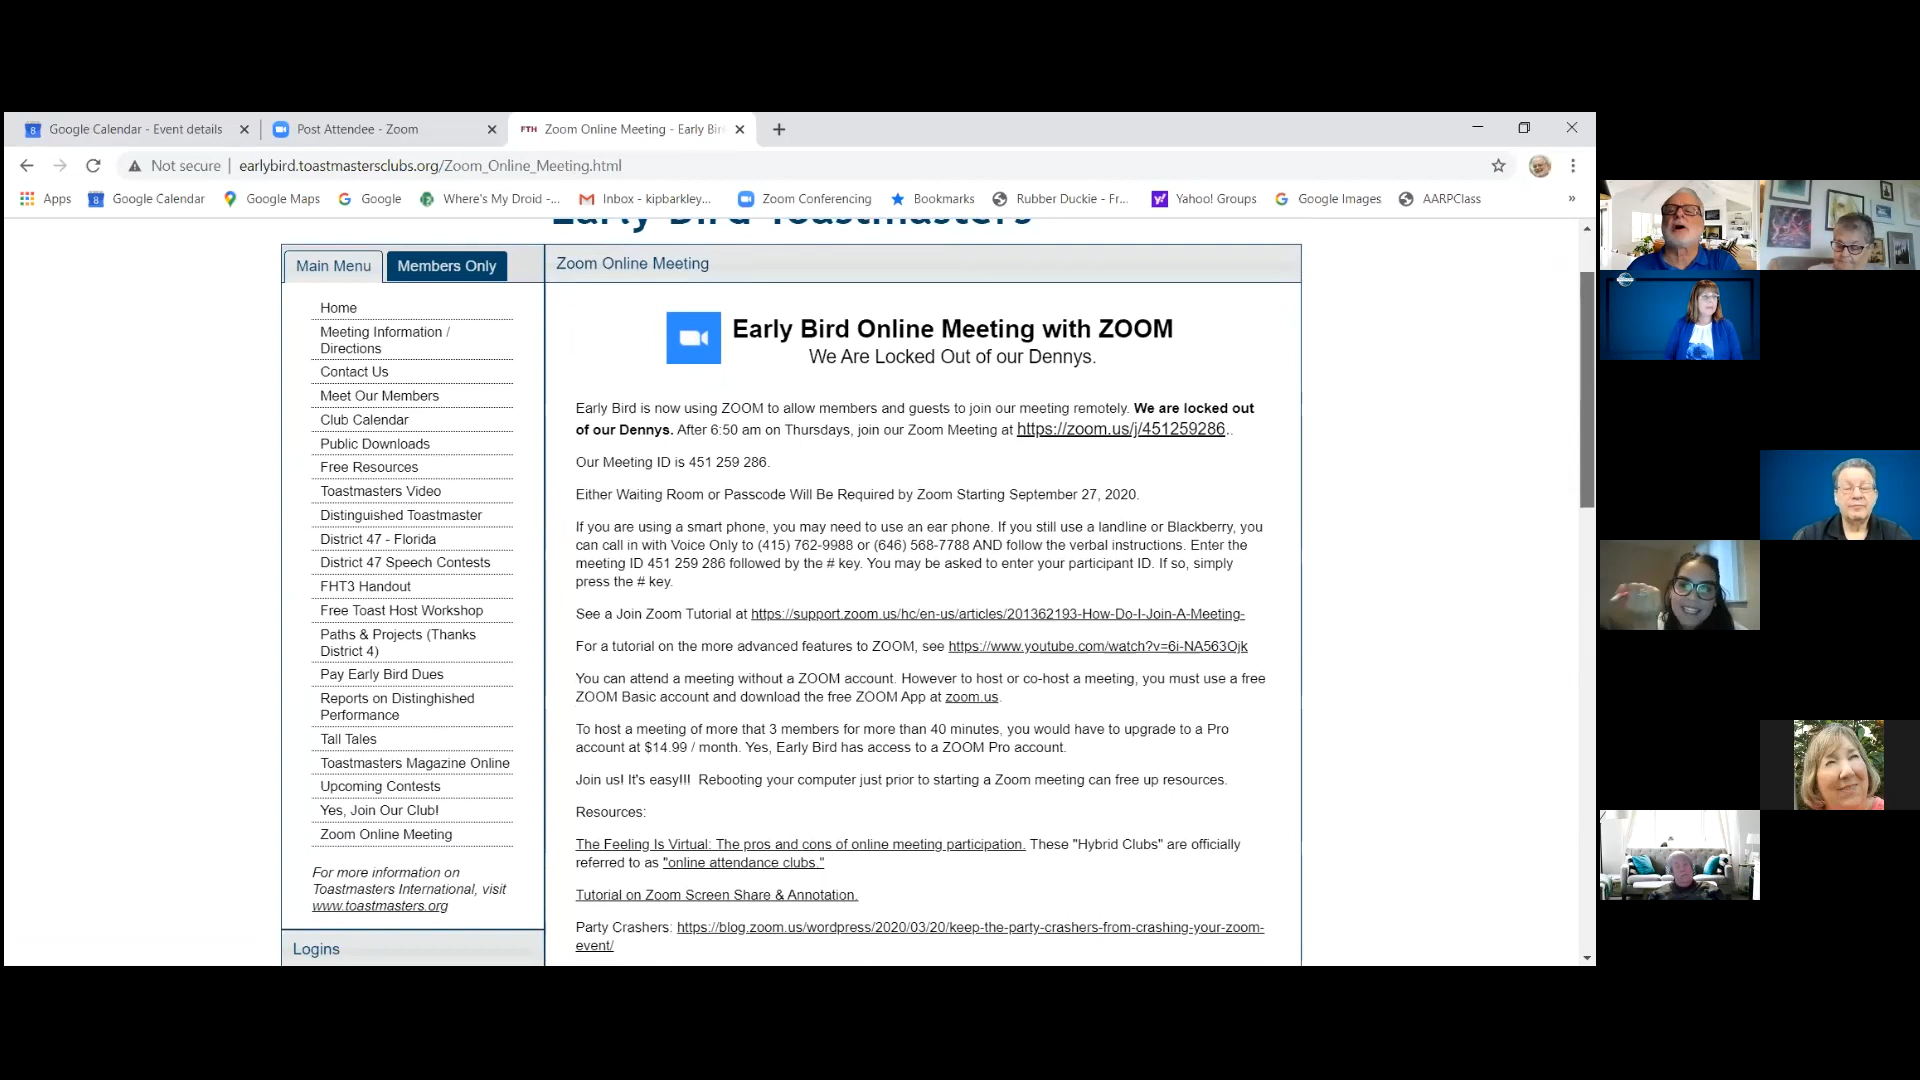 Google Calendar - Event details
Post Attendee - Zoom
FTH Zoom Online Meeting - Early Bir
Not secure | earlybird.toastmastersclubs.org/Zoom_Online_Meeting.html
Apps Google Calendar Google Maps Google Where's My Droid -... Inbox - kipbarkley... Zoom Conferencing Bookmarks Rubber Duckie - Fr... Yahoo! Groups Google Images AARPClass »
Early Bird Toastmasters
Main Menu Members Only
Home
Meeting Information /
Directions
Contact Us
Meet Our Members
Club Calendar
Public Downloads
Free Resources
Toastmasters Video
Distinguished Toastmaster
District 47 - Florida
District 47 Speech Contests
FHT3 Handout
Free Toast Host Workshop
Paths & Projects (Thanks
District 4)
Pay Early Bird Dues
Reports on Distinghished
Performance
Tall Tales
Toastmasters Magazine Online
Upcoming Contests
Yes, Join Our Club!
Zoom Online Meeting
For more information on
Toastmasters International, visit
www.toastmasters.org
Logins
Zoom Online Meeting
Early Bird Online Meeting with ZOOM
We Are Locked Out of our Dennys.
Early Bird is now using ZOOM to allow members and guests to join our meeting remotely. We are locked out
of our Dennys. After 6:50 am on Thursdays, join our Zoom Meeting at https://zoom.us/j/451259286..
Our Meeting ID is 451 259 286.
Either Waiting Room or Passcode Will Be Required by Zoom Starting September 27, 2020.
If you are using a smart phone, you may need to use an ear phone. If you still use a landline or Blackberry, you
can call in with Voice Only to (415) 762-9988 or (646) 568-7788 AND follow the verbal instructions. Enter the
meeting ID 451 259 286 followed by the # key. You may be asked to enter your participant ID. If so, simply
press the # key.
See a Join Zoom Tutorial at https://support.zoom.us/hc/en-us/articles/201362193-How-Do-I-Join-A-Meeting-
For a tutorial on the more advanced features to ZOOM, see https://www.youtube.com/watch?v=6i-NA563Ojk
You can attend a meeting without a ZOOM account. However to host or co-host a meeting, you must use a free
ZOOM Basic account and download the free ZOOM App at zoom.us.
To host a meeting of more that 3 members for more than 40 minutes, you would have to upgrade to a Pro
account at $14.99 / month. Yes, Early Bird has access to a ZOOM Pro account.
Join us! It's easy!!! Rebooting your computer just prior to starting a Zoom meeting can free up resources.
Resources:
The Feeling Is Virtual: The pros and cons of online meeting participation. These "Hybrid Clubs" are officially
referred to as "online attendance clubs."
Tutorial on Zoom Screen Share & Annotation.
Party Crashers: https://blog.zoom.us/wordpress/2020/03/20/keep-the-party-crashers-from-crashing-your-zoom-
event/